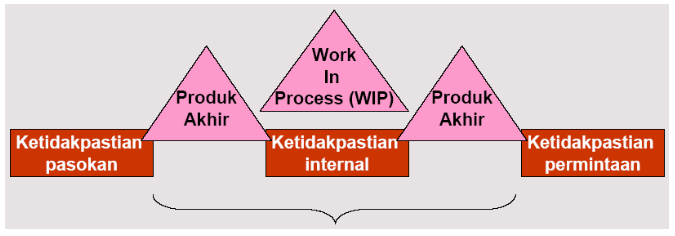 Work
In
Process (WIP)
Produk
Akhir
Produk
Akhir
Ketidakpastian
pasokan
Ketidakpastian
internal
Ketidakpastian
permintaan